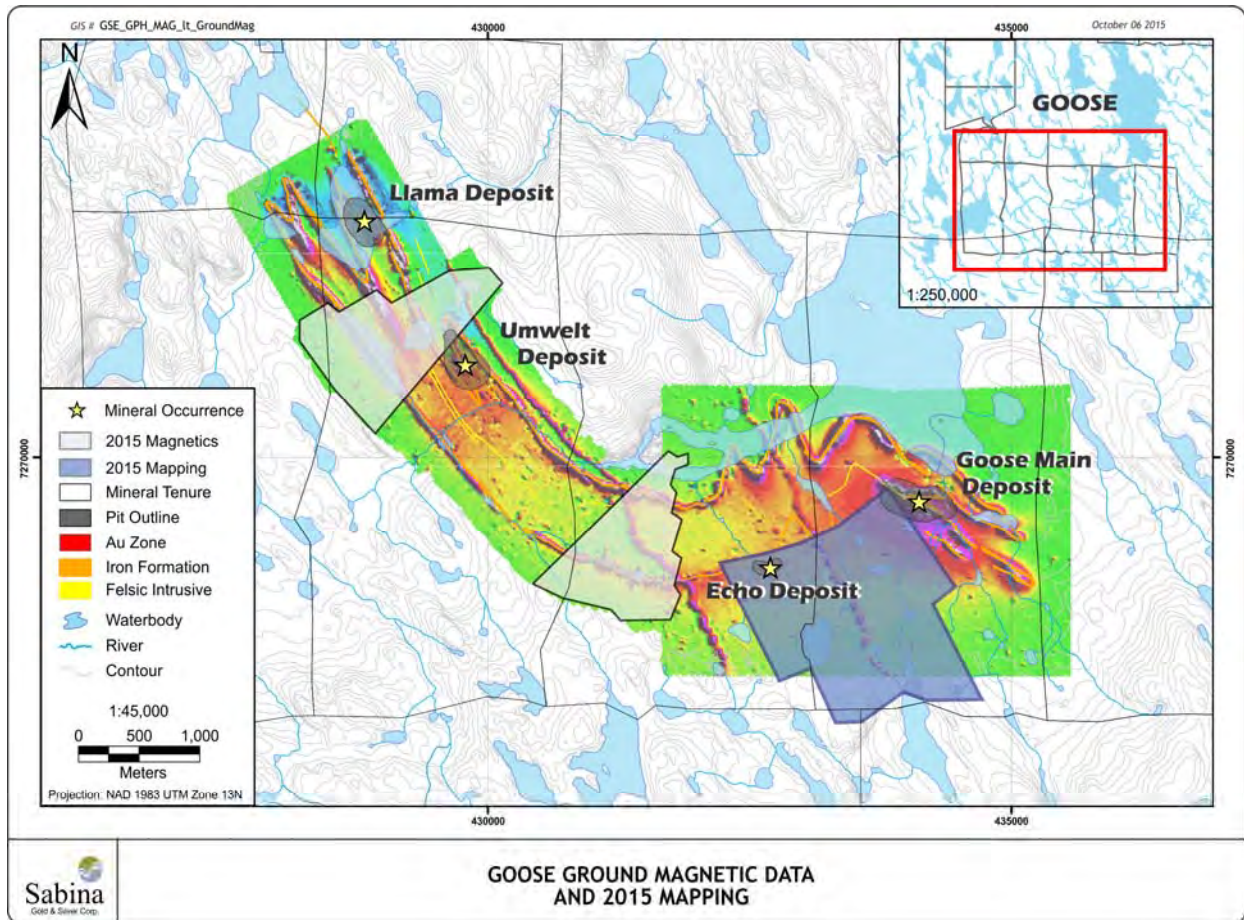 GIS # GSE_GPH_MAG_lt_GroundMag
October 06 2015
430000
435000
N
GOOSE
1:250,000
Llama Deposit
Umwelt
Deposit
7270000
7270000
Goose Main
Deposit
Echo Deposit
Mineral Occurrence
2015 Magnetics
2015 Mapping
Mineral Tenure
Pit Outline
Au Zone
Iron Formation
Felsic Intrusive
Waterbody
River
Contour
1:45,000
0 500 1,000
Meters
Projection: NAD 1983 UTM Zone 13N
430000
435000
Sabina
Gold & Silver Corp.
GOOSE GROUND MAGNETIC DATA
AND 2015 MAPPING